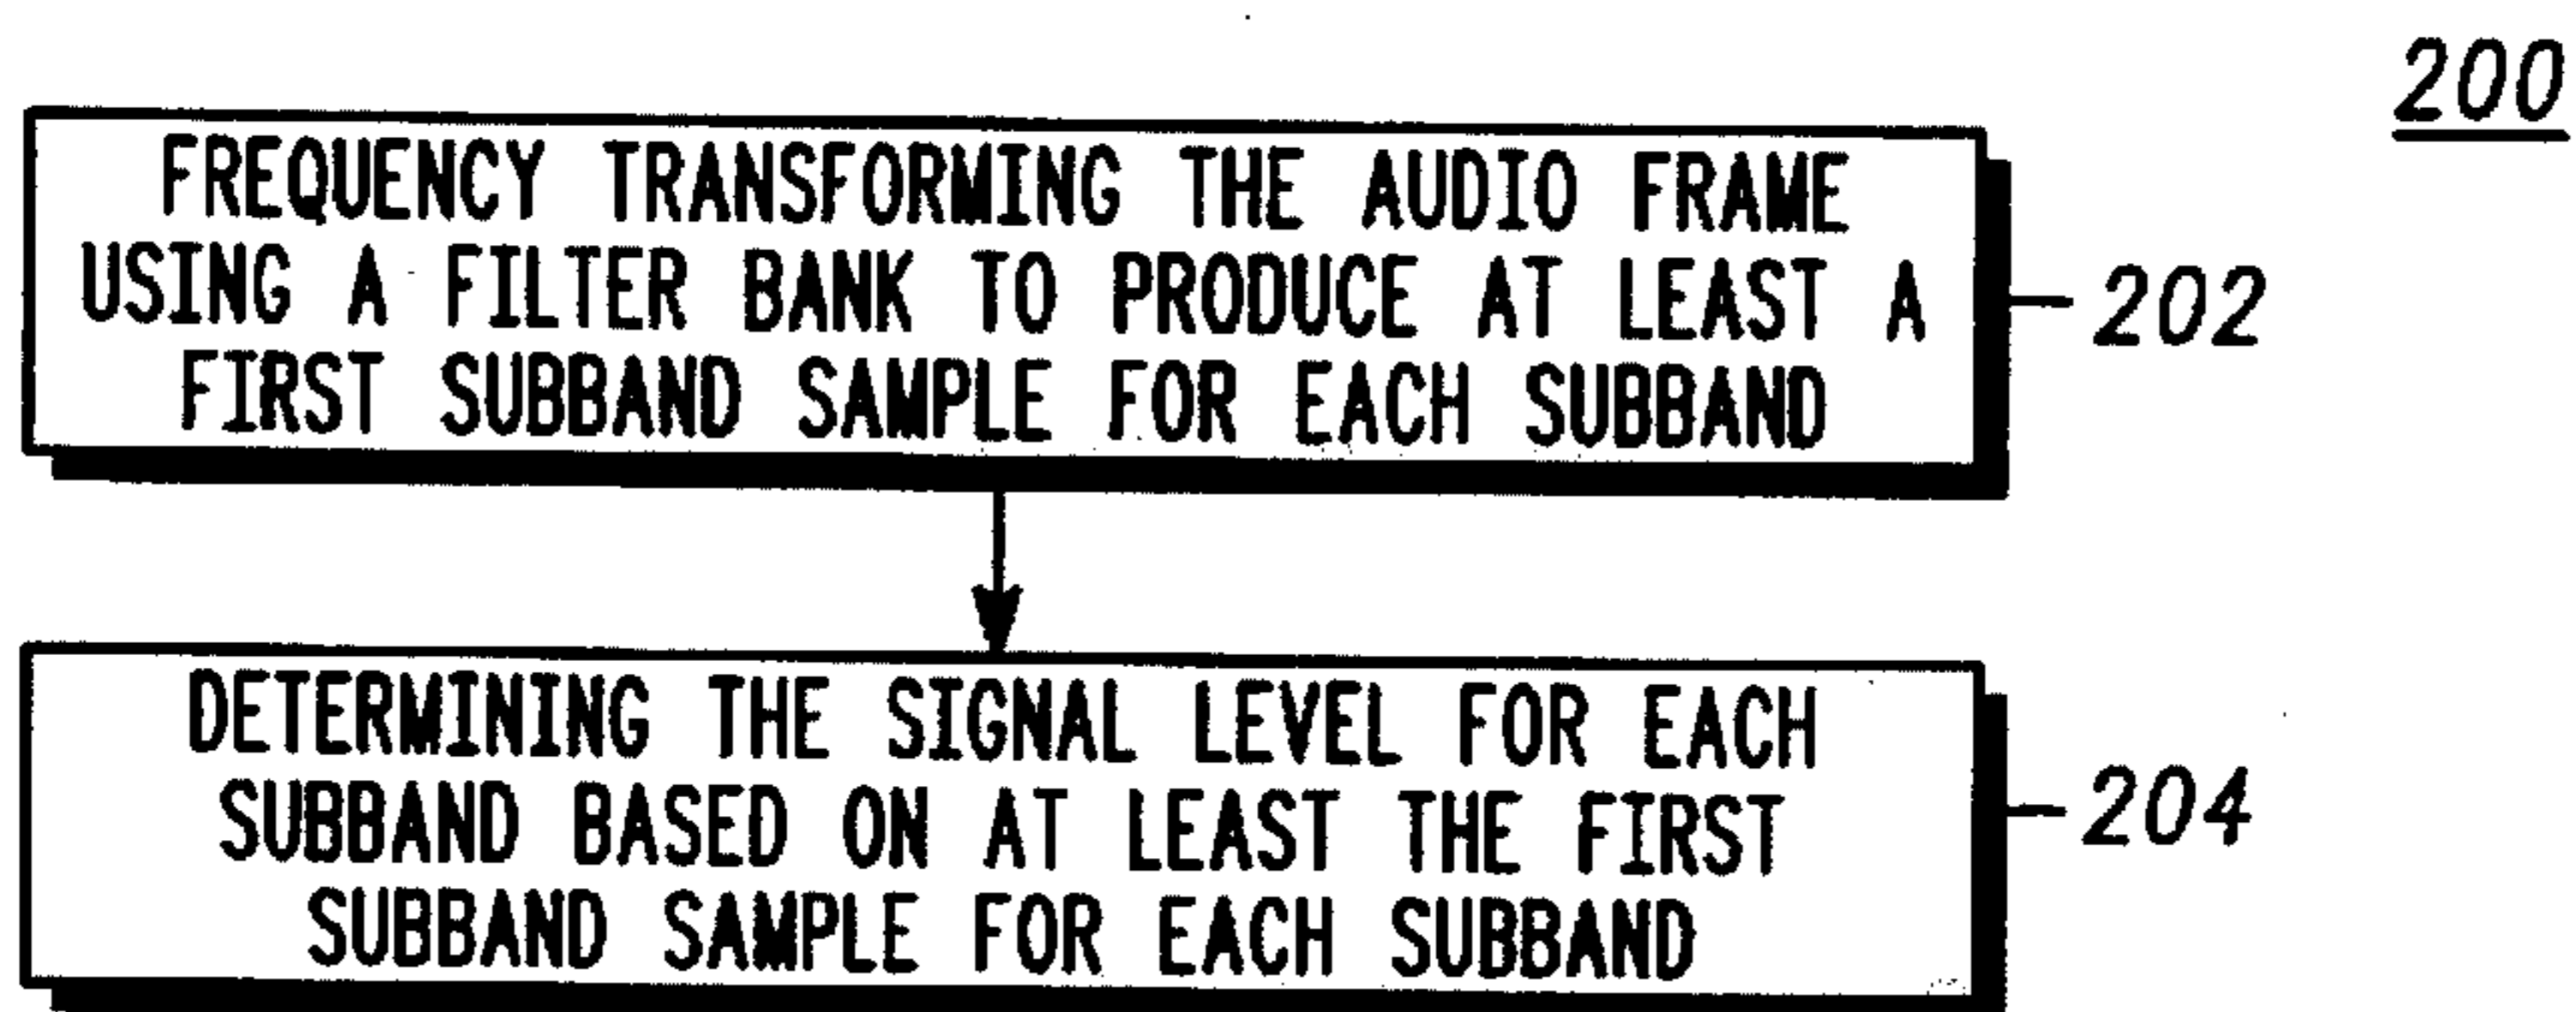 200
FREQUENCY TRANSFORMING THE AUDIO FRAME
USING A FILTER BANK TO PRODUCE AT LEAST A
FIRST SUBBAND SAMPLE FOR EACH SUBBAND
202
DETERMINING THE SIGNAL LEVEL FOR EACH
SUBBAND BASED ON AT LEAST THE FIRST
SUBBAND SAMPLE FOR EACH SUBBAND
204